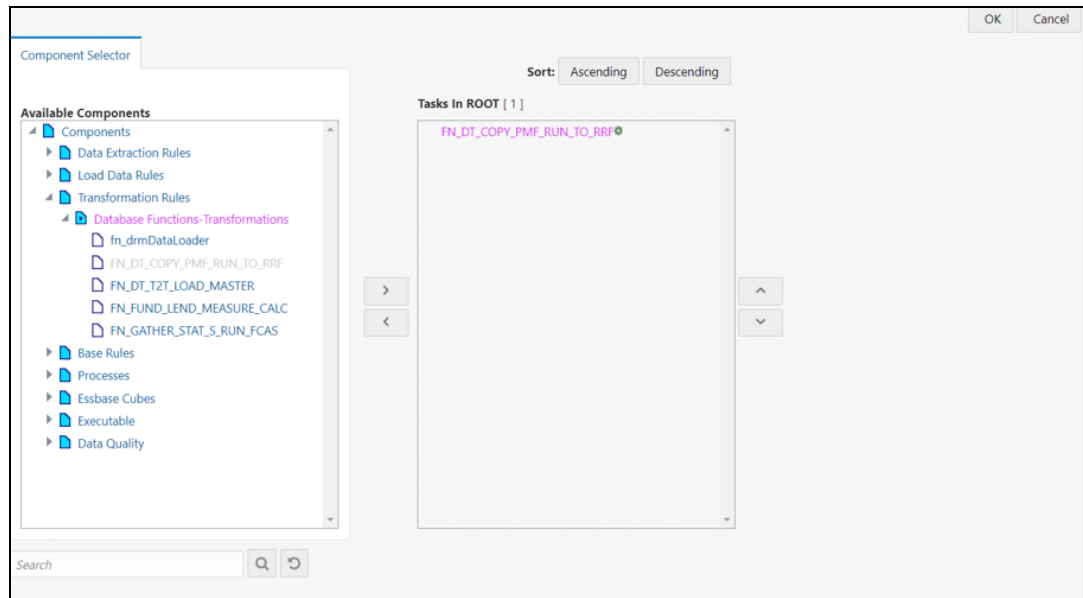 OK Cancel
Component Selector
Sort: Ascending Descending
Available Components
Tasks In ROOT [ 1 ]
Components
Data Extraction Rules
Load Data Rules
Transformation Rules
Database Functions-Transformations
fn_drmDataLoader
FN_DT_COPY_PMF_RUN_TO_RRF
FN_DT_T2T_LOAD_MASTER
FN_FUND_LEND_MEASURE_CALC
FN_GATHER_STAT_S_RUN_FCAS
Base Rules
Processes
Essbase Cubes
Executable
Data Quality
FN_DT_COPY_PMF_RUN_TO_RRF
Search